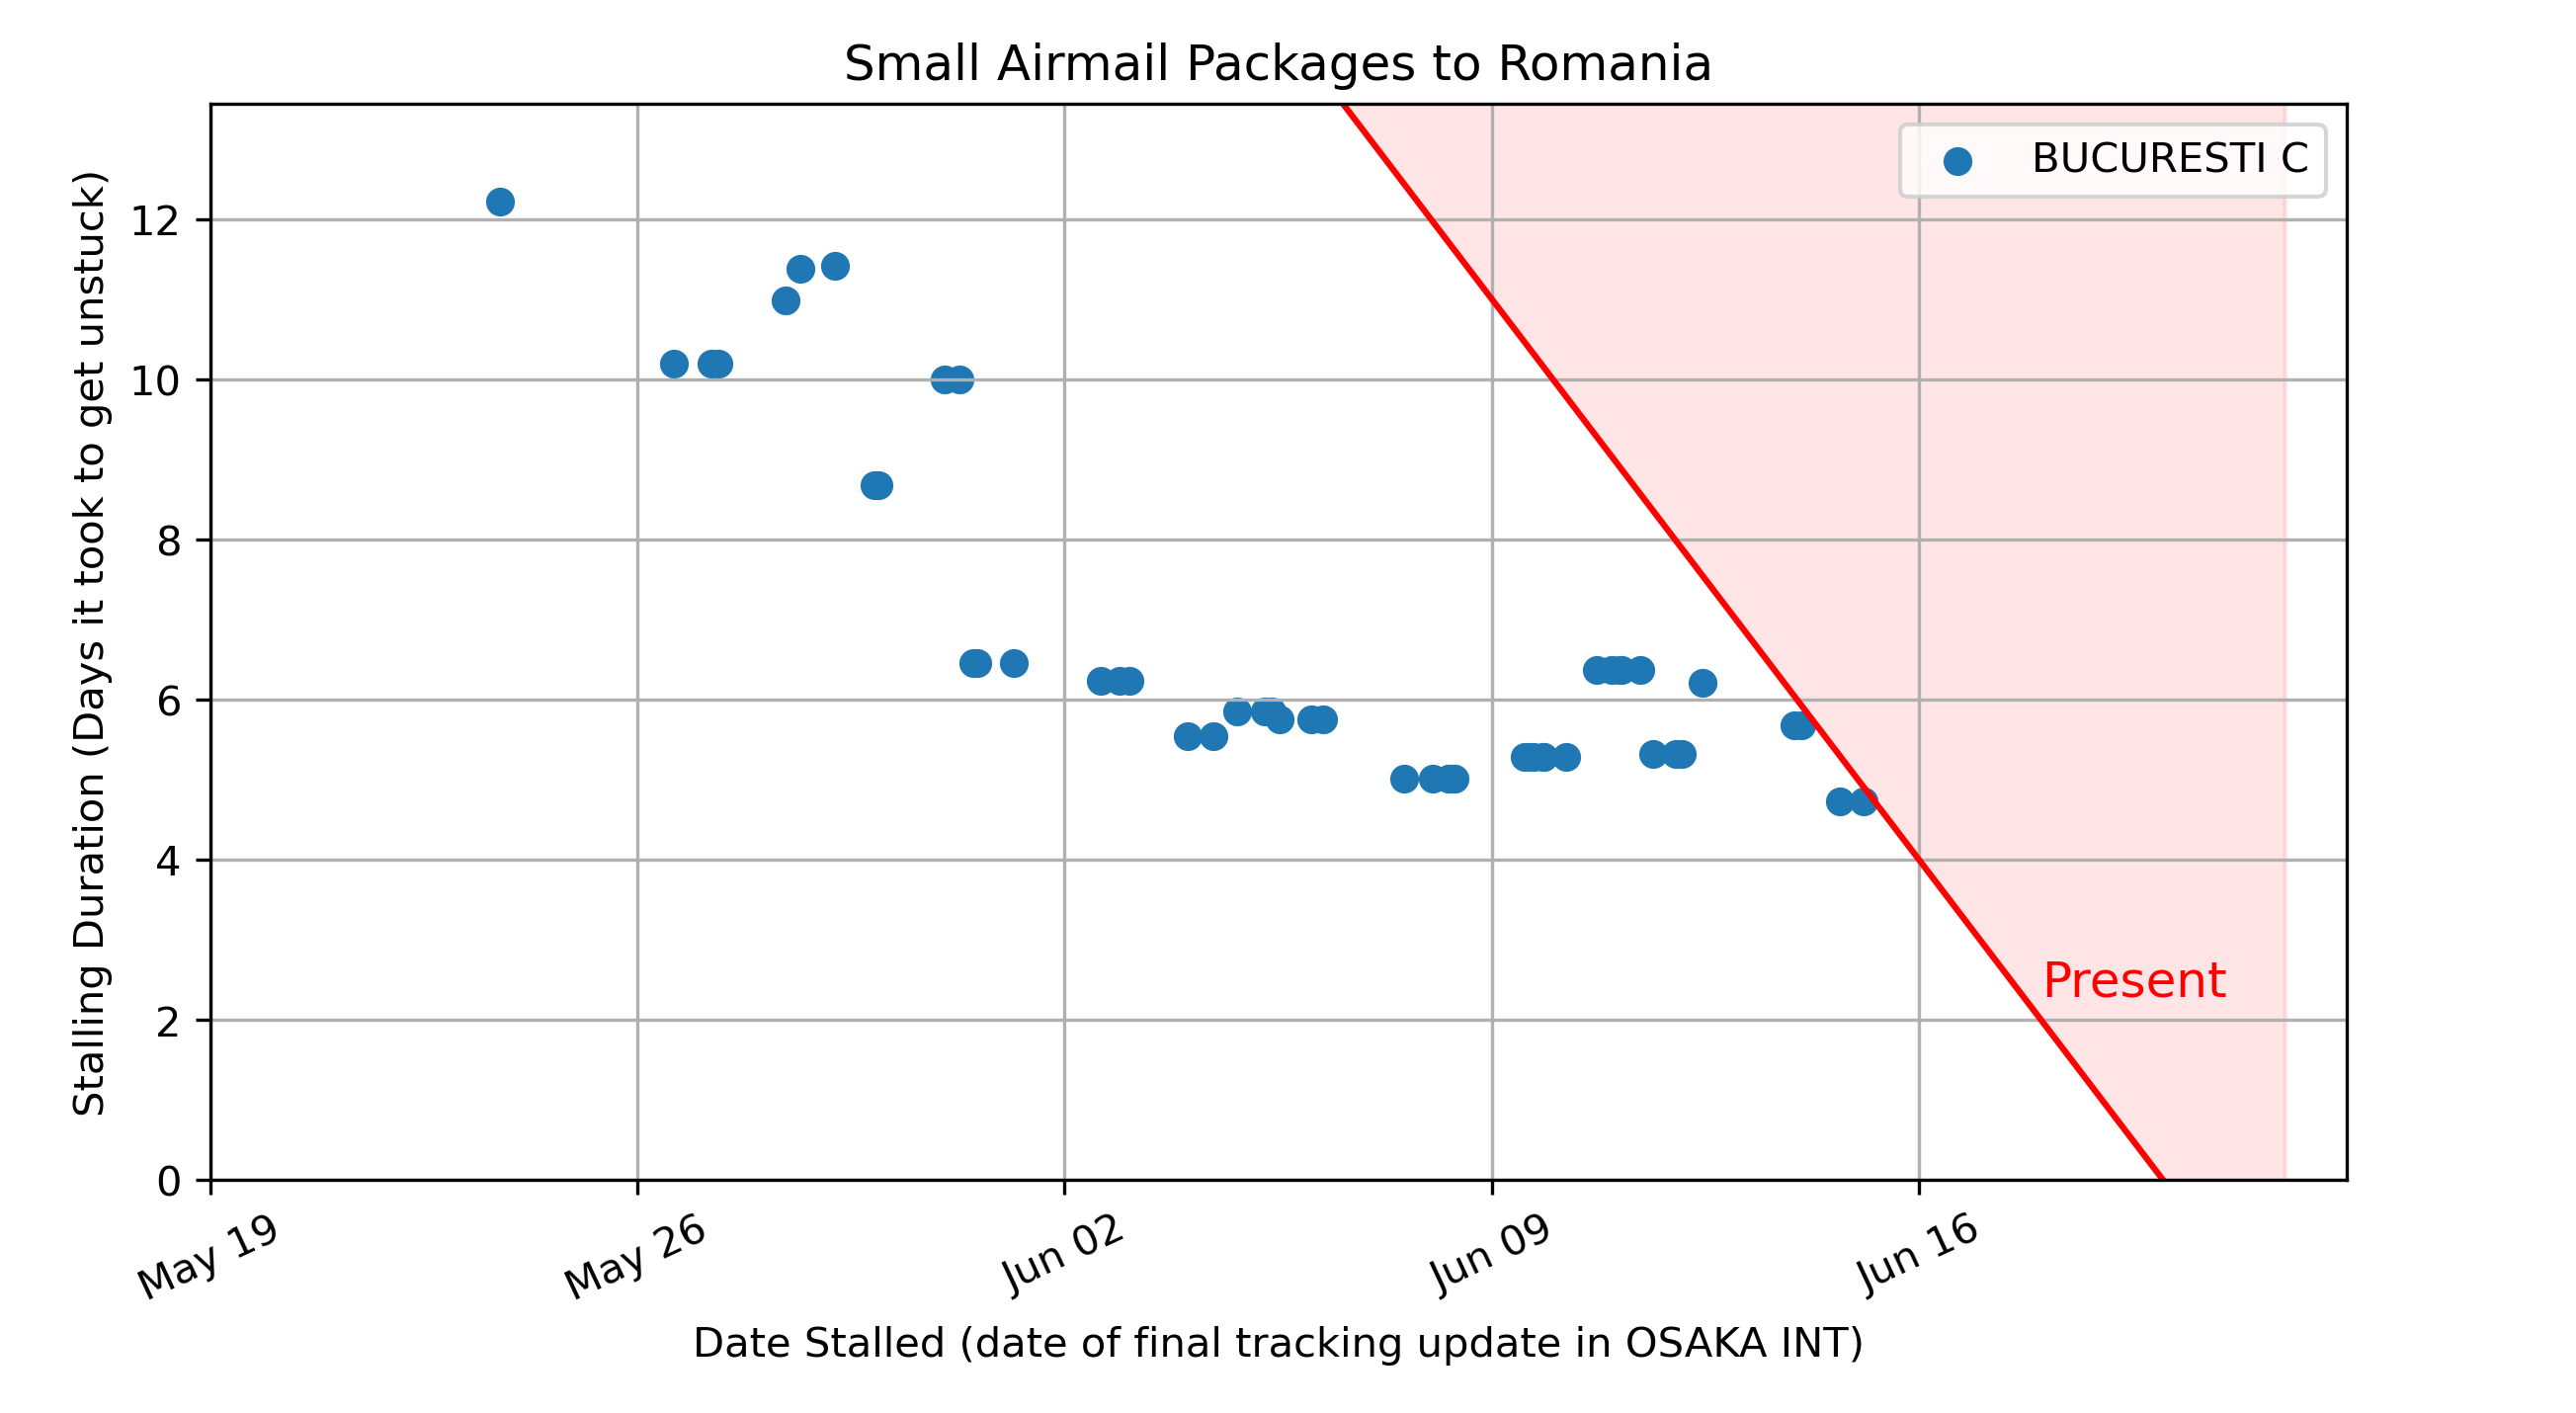 Small Airmail Packages to Romania
BUCURESTI C
Stalling Duration (Days it took to get unstuck)
12
10
8
6
4
2
0
Present
May 19
May 26
Jun 02
Jun 09
Jun 16
Date Stalled (date of final tracking update in OSAKA INT)